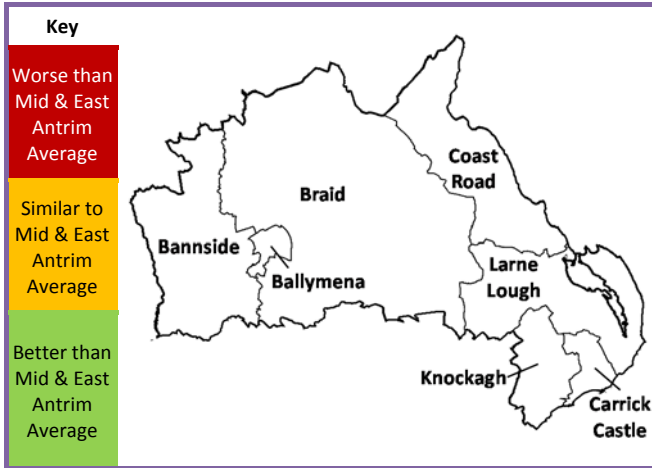 Key
Worse than
Mid & East
Antrim
Average
Similar to
Mid & East
Antrim
Average
Better than
Mid & East
Antrim
Average
Coast
Road
Braid
Bannside
Ballymena
Larne
Lough
Knockagh
Carrick
Castle